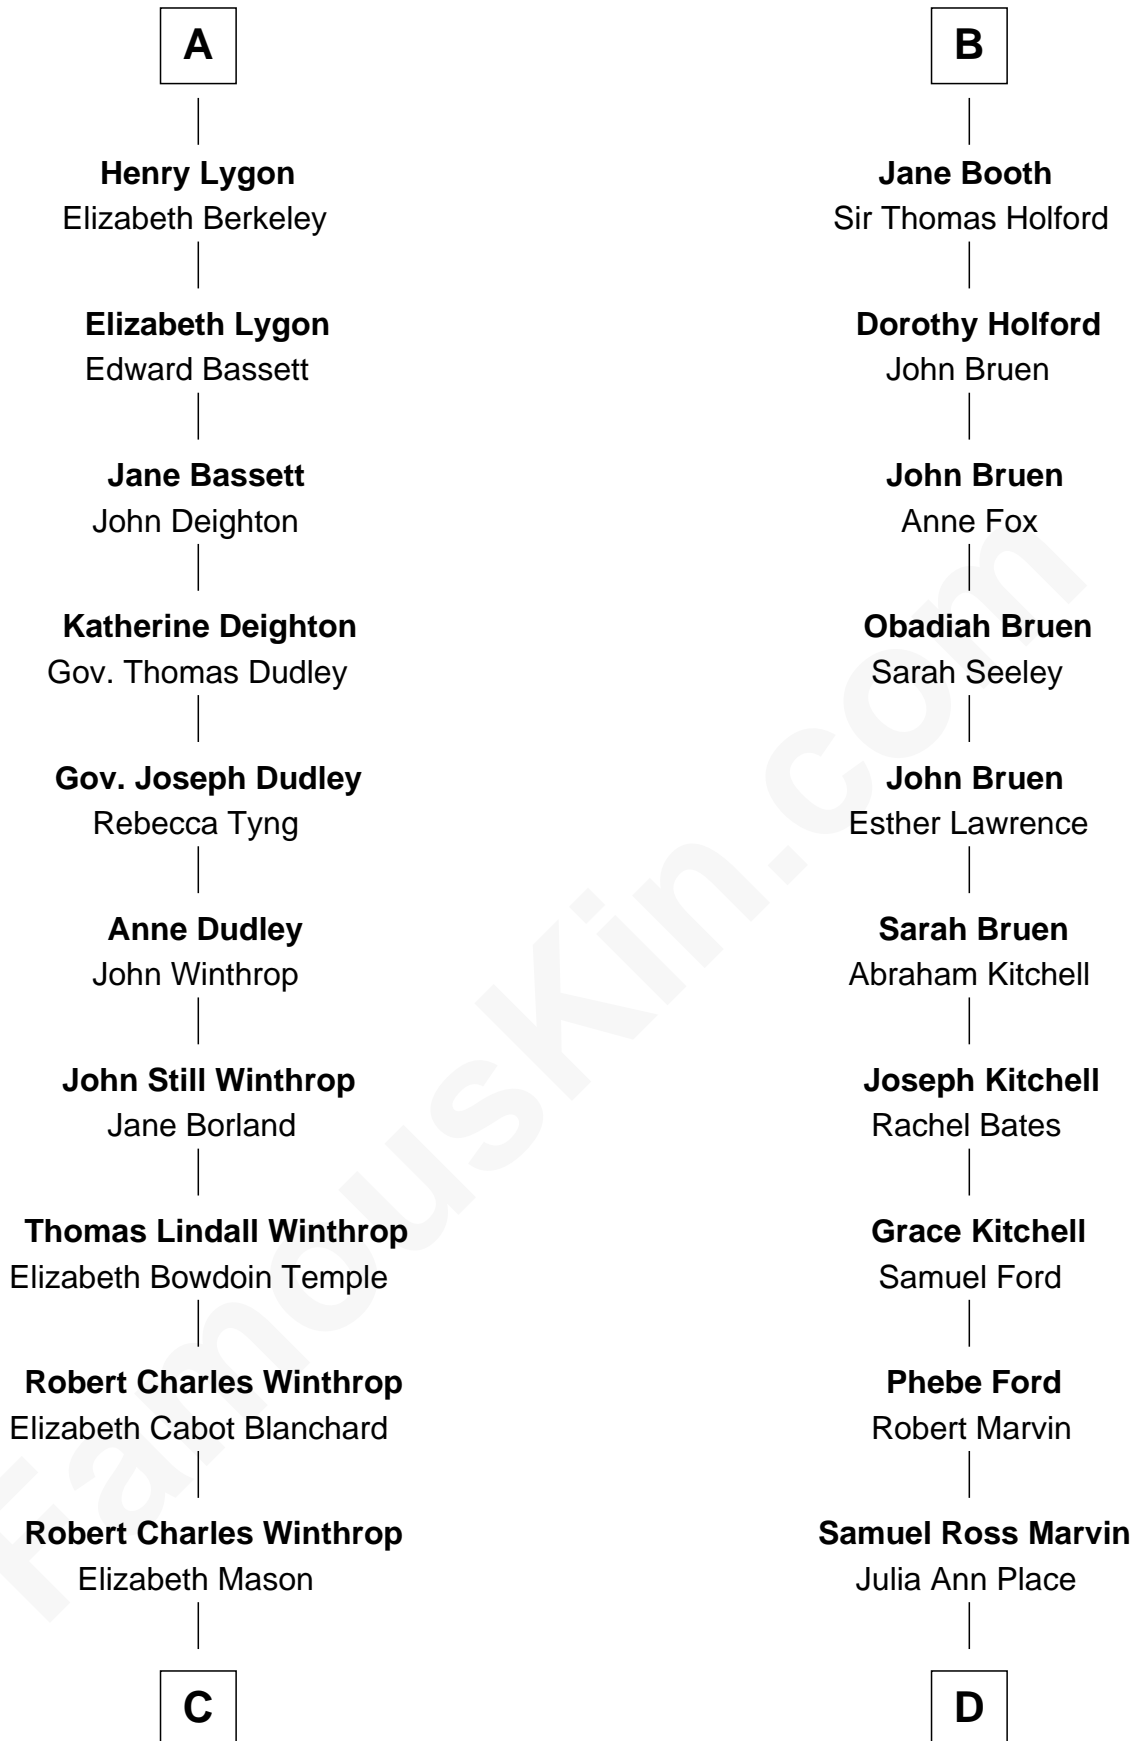 A
Henry Lygon
Elizabeth Berkeley
Elizabeth Lygon
Edward Bassett
Jane Bassett
John Deighton
Katherine Deighton
Gov. Thomas Dudley
Gov. Joseph Dudley
Rebecca Tyng
Anne Dudley
John Winthrop
John Still Winthrop
Jane Borland
Thomas Lindall Winthrop
Elizabeth Bowdoin Temple
Robert Charles Winthrop
Elizabeth Cabot Blanchard
Robert Charles Winthrop
Elizabeth Mason
C
B
Jane Booth
Sir Thomas Holford
Dorothy Holford
John Bruen
John Bruen
Anne Fox
Obadiah Bruen
Sarah Seeley
John Bruen
Esther Lawrence
Sarah Bruen
Abraham Kitchell
Joseph Kitchell
Rachel Bates
Grace Kitchell
Samuel Ford
Phebe Ford
Robert Marvin
Samuel Ross Marvin
Julia Ann Place
D
FamousKin.com